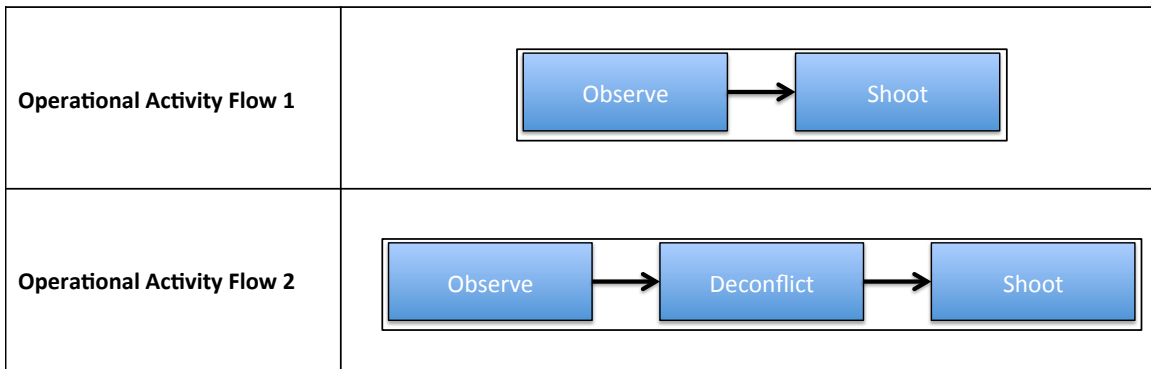 Operational Activity Flow 1
Observe
Shoot
Operational Activity Flow 2
Observe
Deconflict
Shoot